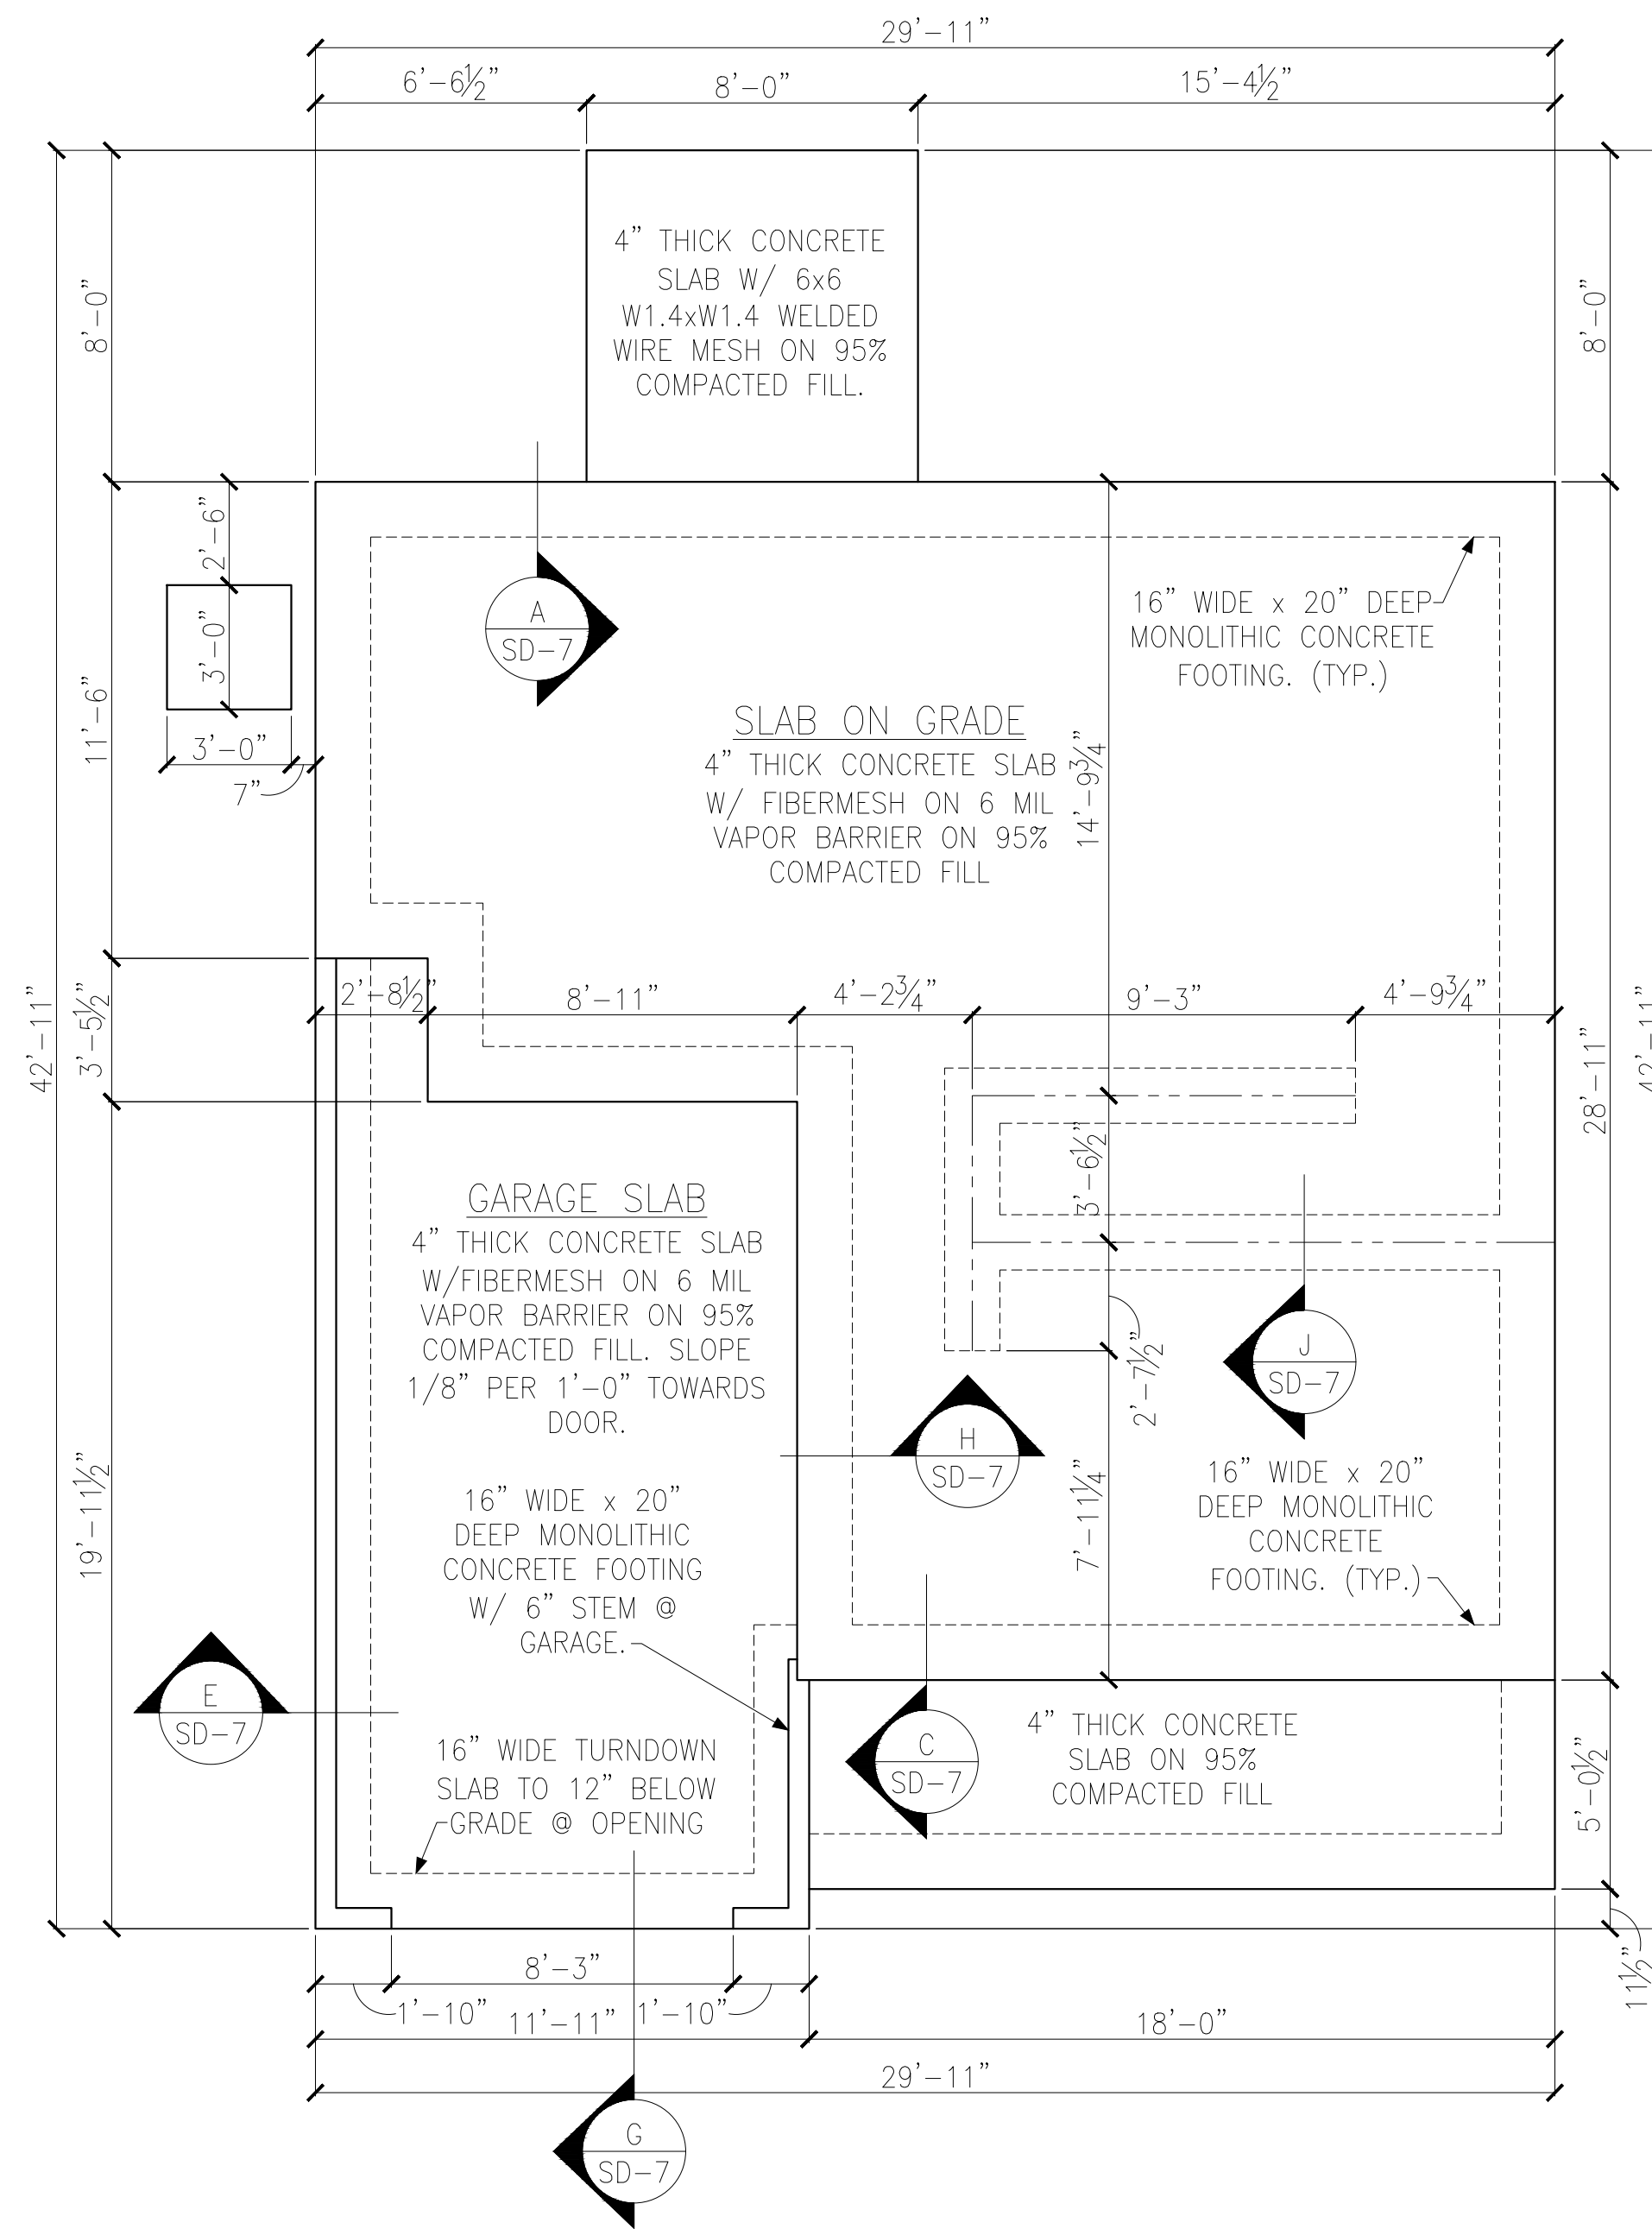 29'-11"
6'-6½"
8'-0"
15'-4½"
4" THICK CONCRETE
SLAB W/ 6x6
W1.4xW1.4 WELDED
WIRE MESH ON 95%
COMPACTED FILL.
8'-0"
8'-0"
2'-6"
3'-0"
3'-0"
7"
11'-6"
A
SD-7
16" WIDE x 20" DEEP
MONOLITHIC CONCRETE
FOOTING. (TYP.)
SLAB ON GRADE
4" THICK CONCRETE SLAB
W/ FIBERMESH ON 6 MIL
VAPOR BARRIER ON 95%
COMPACTED FILL
14'-9¾"
42'-11"
3'-5½"
2'-8½"
8'-11"
4'-2¾"
9'-3"
4'-9¾"
28'-11"
42'-11"
3'-6½"
GARAGE SLAB
4" THICK CONCRETE SLAB
W/FIBERMESH ON 6 MIL
VAPOR BARRIER ON 95%
COMPACTED FILL. SLOPE
1/8" PER 1'-0" TOWARDS
DOOR.
2'-7½"
J
SD-7
H
SD-7
19'-11½"
16" WIDE x 20"
DEEP MONOLITHIC
CONCRETE FOOTING
W/ 6" STEM @
GARAGE.
7'-11¼"
16" WIDE x 20"
DEEP MONOLITHIC
CONCRETE
FOOTING. (TYP.)
E
SD-7
16" WIDE TURNDOWN
SLAB TO 12" BELOW
GRADE @ OPENING
C
SD-7
4" THICK CONCRETE
SLAB ON 95%
COMPACTED FILL
5'-0½"
11½"
8'-3"
1'-10"
1'-10"
11'-11"
18'-0"
29'-11"
G
SD-7